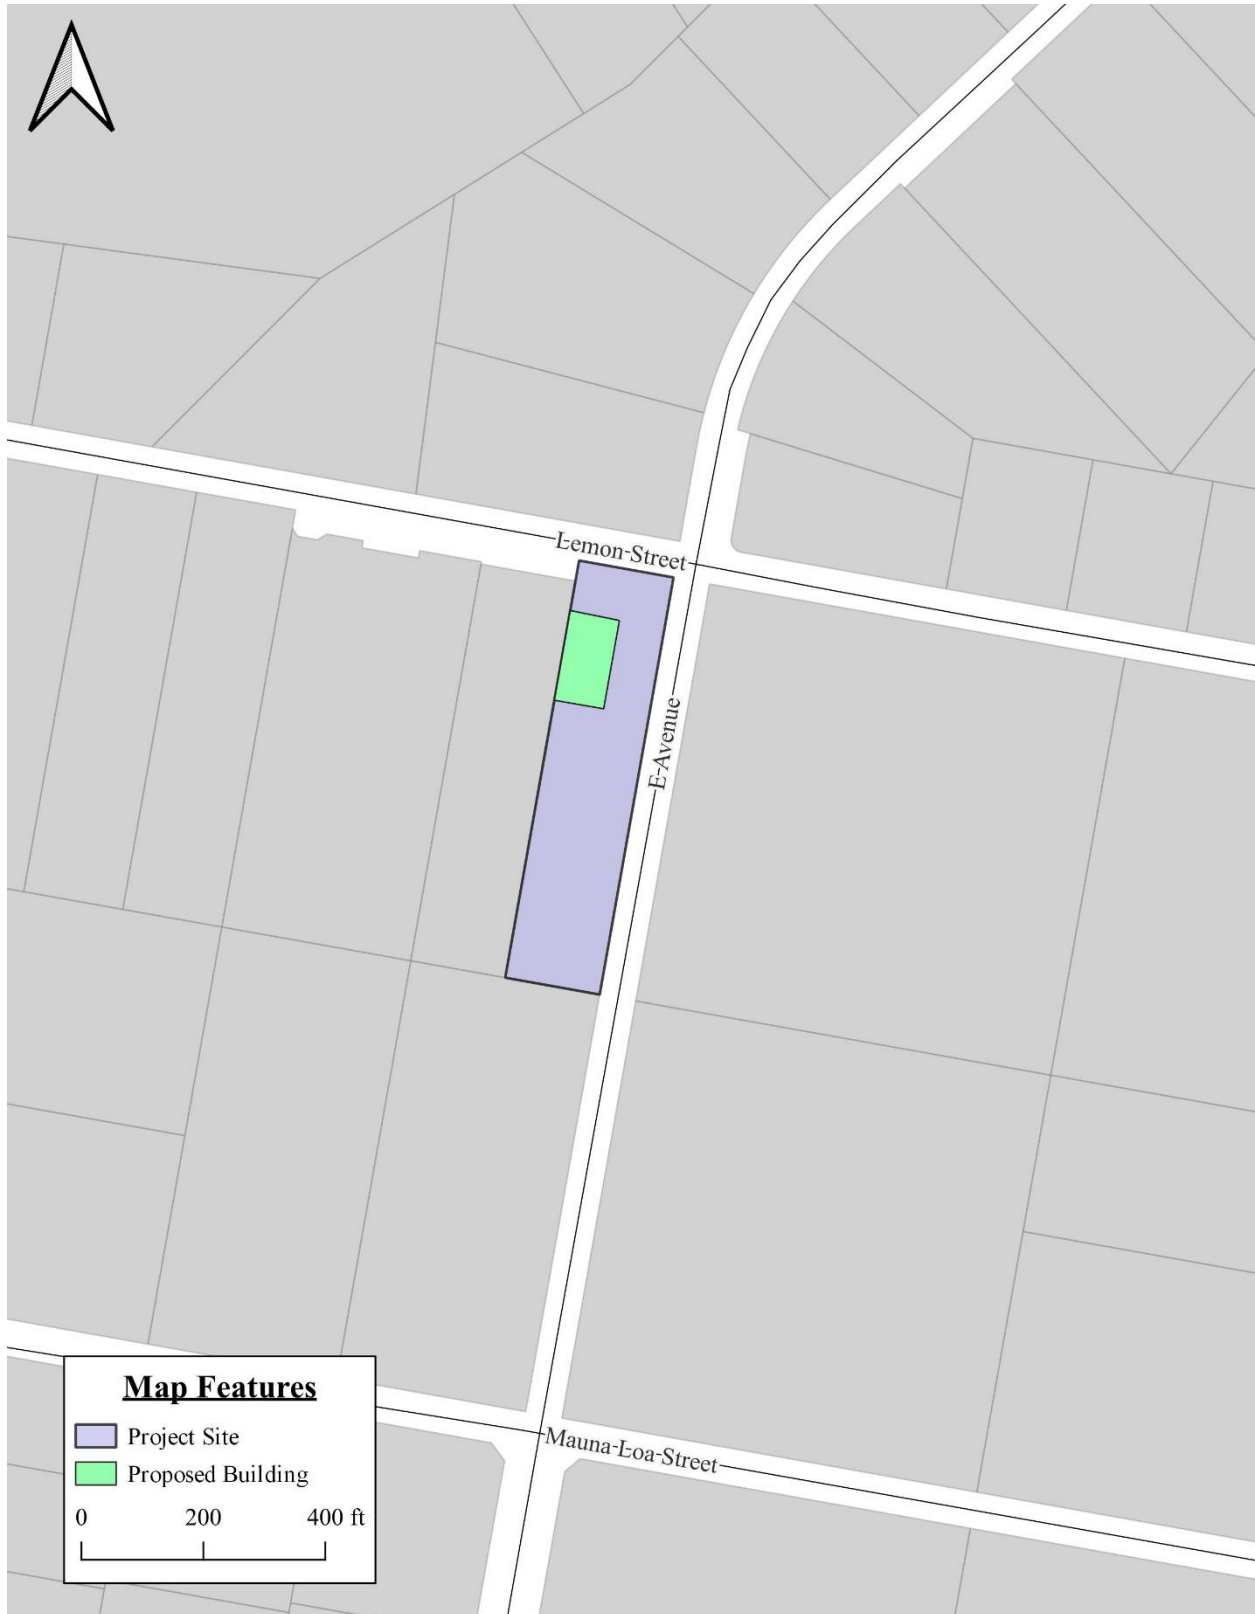 Lemon Street
E Avenue
Mauna Loa Street
Map Features
Project Site
Proposed Building
0 200 400 ft